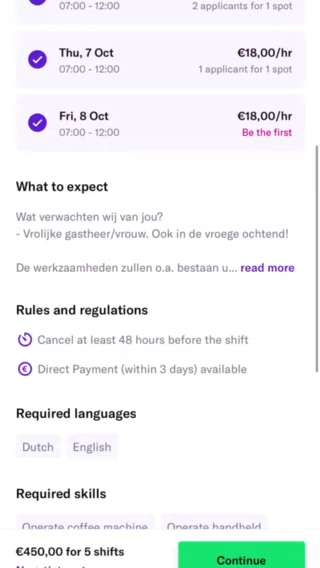 07:00 - 12:00
2 applicants for 1 spot
Thu, 7 Oct
€18,00/hr
07:00 - 12:00
1 applicant for 1 spot
Fri, 8 Oct
€18,00/hr
07:00 - 12:00
Be the first
What to expect
Wat verwachten wij van jou?
- Vrolijke gastheer/vrouw. Ook in de vroege ochtend!
De werkzaamheden zullen o.a. bestaan u... read more
Rules and regulations
Cancel at least 48 hours before the shift
Direct Payment (within 3 days) available
Required languages
Dutch
English
Required skills
Operate coffee machine
Operate handheld
€450,00 for 5 shifts
Continue